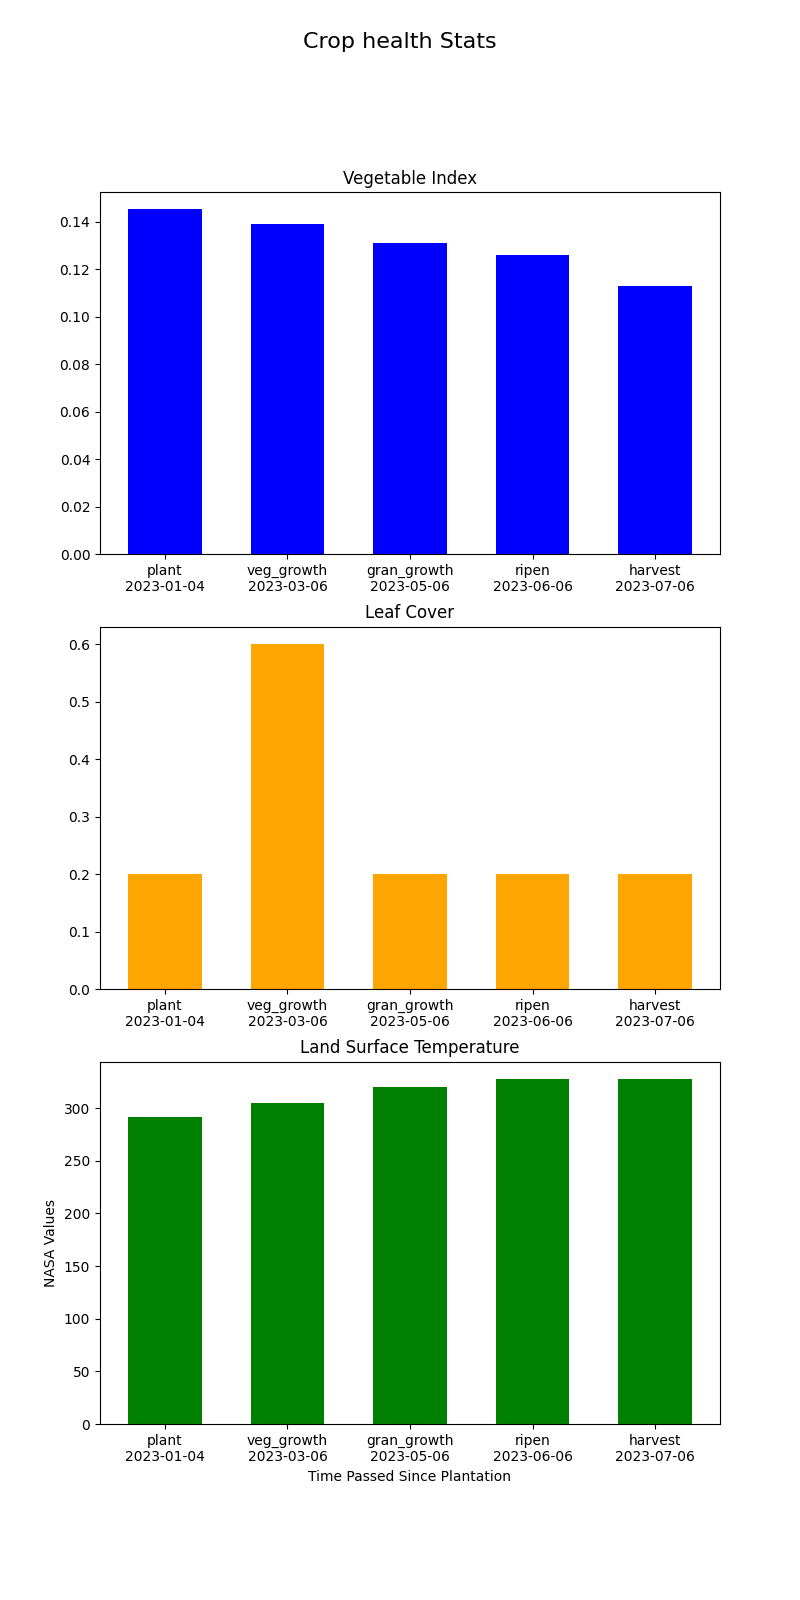 Crop health Stats
Vegetable Index
0.14
0.12
0.10
0.08
0.06
0.04
0.02
0.00
plant veg_growth gran_growth ripen harvest
2023-01-04 2023-03-06 2023-05-06 2023-06-06 2023-07-06
Leaf Cover
0.6
0.5
0.4
0.3
0.2
0.1
0.0
plant veg_growth gran_growth ripen harvest
2023-01-04 2023-03-06 2023-05-06 2023-06-06 2023-07-06
Land Surface Temperature
NASA Values
300
250
200
150
100
50
0
plant veg_growth gran_growth ripen harvest
2023-01-04 2023-03-06 2023-05-06 2023-06-06 2023-07-06
Time Passed Since Plantation